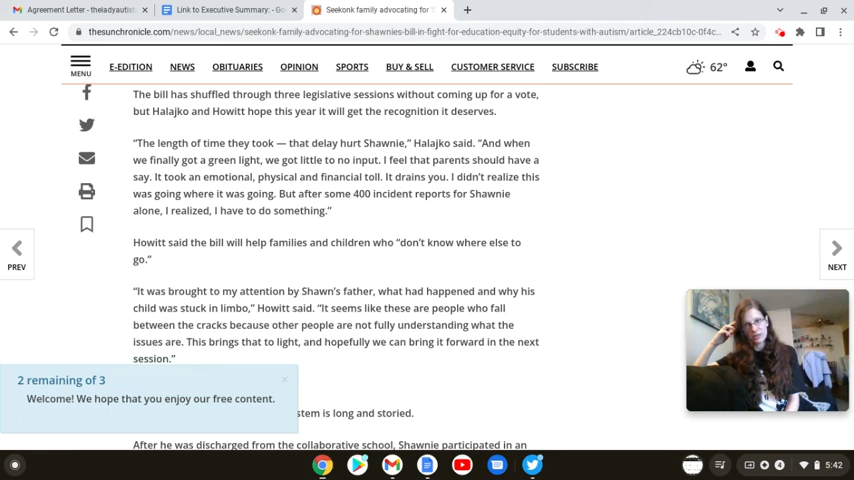 Agreement Letter - theladyautist
Link to Executive Summary: - Go
Seekonk family advocating for '
thesunchronicle.com/news/local_news/seekonk-family-advocating-for-shawnies-bill-in-fight-for-education-equity-for-students-with-autism/article_224cb10c-0f4c...
MENU
E-EDITION NEWS OBITUARIES OPINION SPORTS BUY & SELL CUSTOMER SERVICE SUBSCRIBE
62°
The bill has shuffled through three legislative sessions without coming up for a vote,
but Halajko and Howitt hope this year it will get the recognition it deserves.
“The length of time they took — that delay hurt Shawnie,” Halajko said. “And when
we finally got a green light, we got little to no input. I feel that parents should have a
say. It took an emotional, physical and financial toll. It drains you. I didn’t realize this
was going where it was going. But after some 400 incident reports for Shawnie
alone, I realized, I have to do something.”
Howitt said the bill will help families and children who “don’t know where else to
go.”
“It was brought to my attention by Shawn’s father, what had happened and why his
child was stuck in limbo,” Howitt said. “It seems like these are people who fall
between the cracks because other people are not fully understanding what the
issues are. This brings that to light, and hopefully we can bring it forward in the next
session.”
PREV
NEXT
2 remaining of 3
Welcome! We hope that you enjoy our free content.
stem is long and storied.
After he was discharged from the collaborative school, Shawnie participated in an
5:42